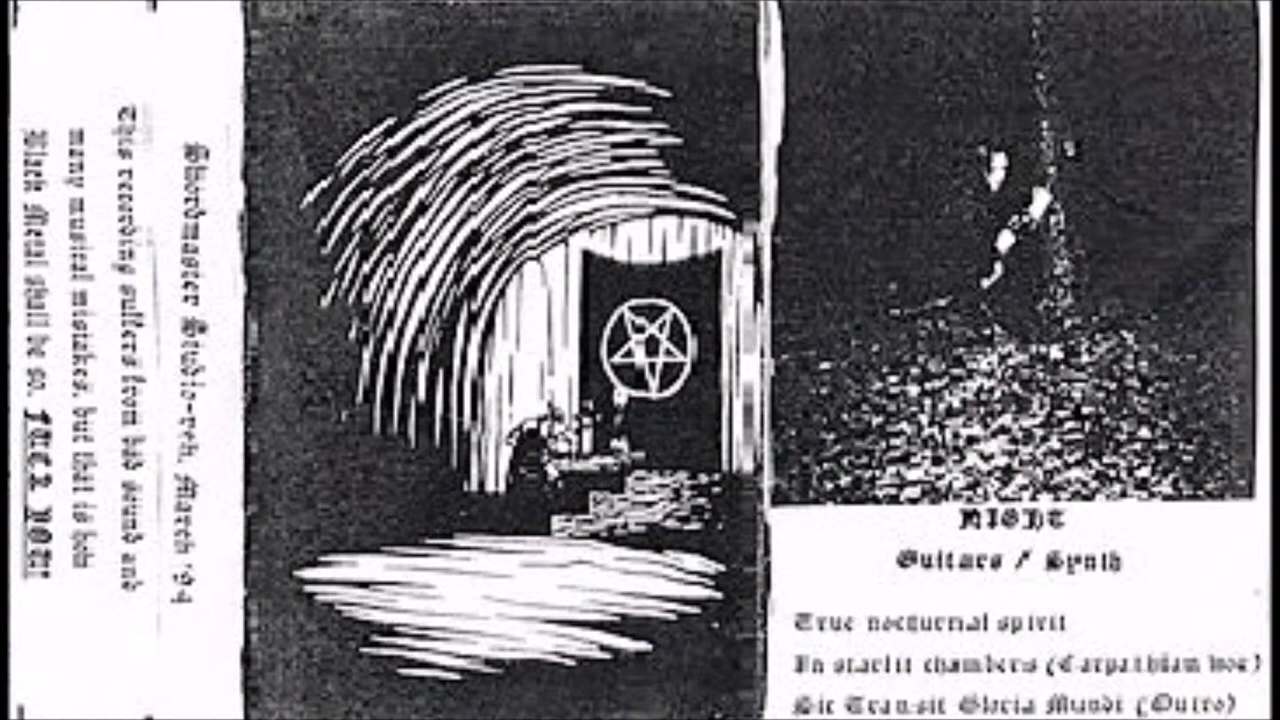 Shordmaster Studio-reh. March '94
This recording suffers from bad sound and
many musical mistakes, but that is how
Black Metal shall be so, FUCK YOU!
NIGHT
Guitars / Synth
True nocturnal spirit
In starlit chambers (Carpathian woe)
Sic Transit Gloria Mundi (Outro)